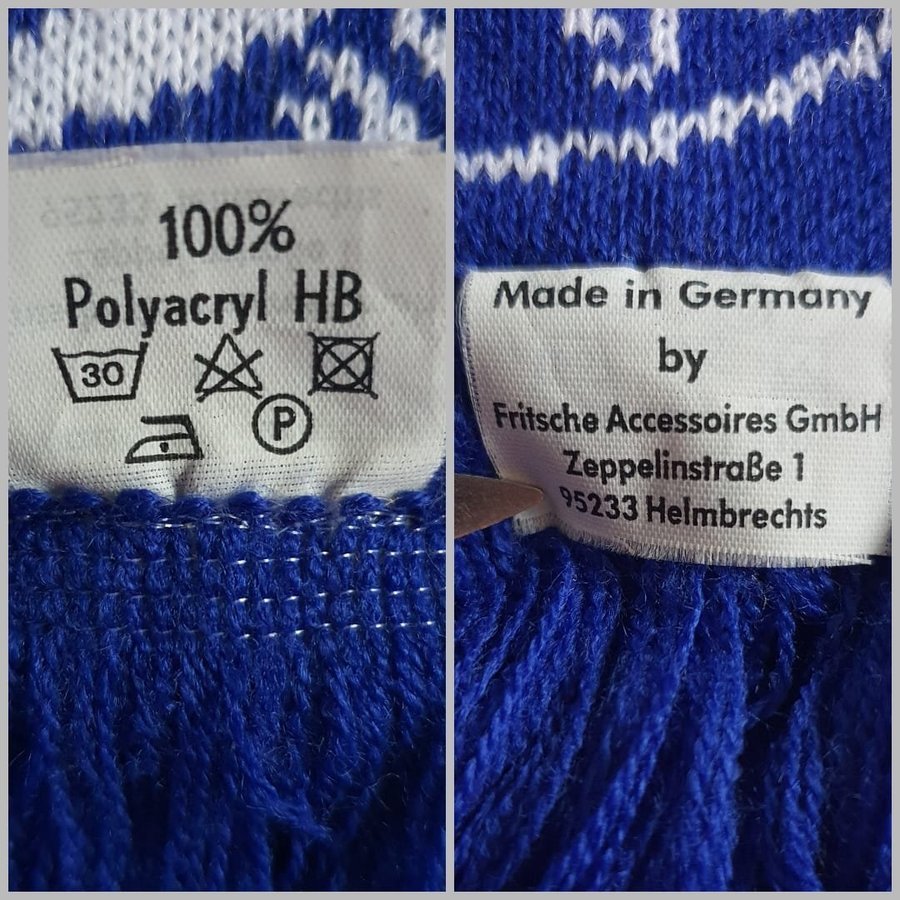 100%
Polyacryl HB
30
P
Made in Germany
by
Fritsche Accessoires GmbH
Zeppelinstraße 1
95233 Helmbrechts